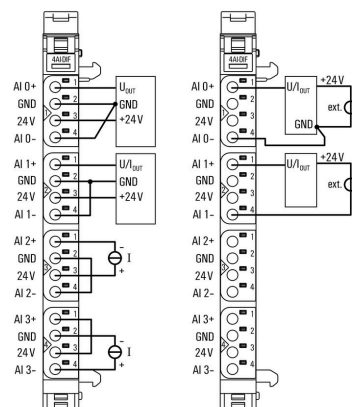 4AIDIF
AI 0+ 1 U_OUT
GND 2 GND
24V 3 +24V
AI 0- 4
AI 1+ 1 U/I_OUT
GND 2 GND
24V 3 +24V
AI 1- 4
AI 2+ 1 -
GND 2 I
24V 3 +
AI 2- 4
AI 3+ 1 -
GND 2 I
24V 3 +
AI 3- 4
4AIDIF
+24V
AI 0+ 1 U/I_OUT
GND 2 ext.
24V 3 GND
AI 0- 4
+24V
AI 1+ 1 U/I_OUT
GND 2 ext.
24V 3
AI 1- 4
AI 2+ 1
GND 2
24V 3
AI 2- 4
AI 3+ 1
GND 2
24V 3
AI 3- 4